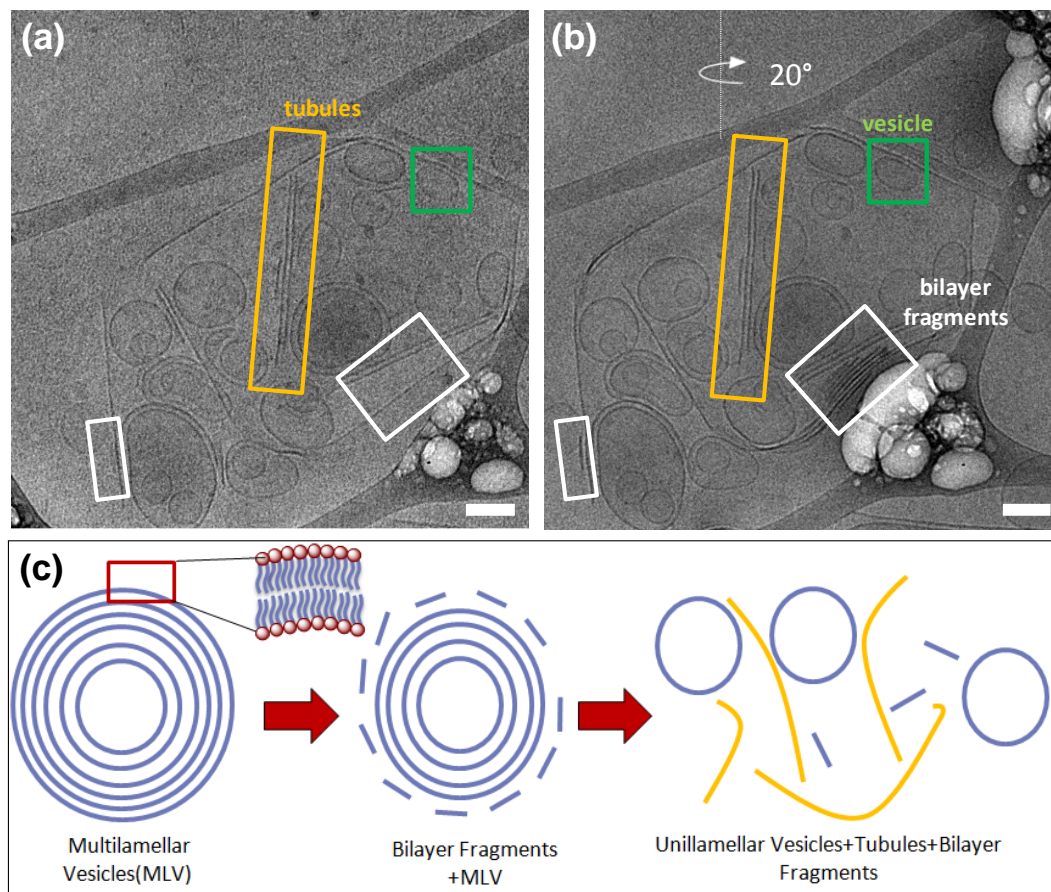 (a)
tubules
(b)
20°
vesicle
bilayer
fragments
(c)
Multilamellar
Vesicles(MLV)
Bilayer Fragments
+MLV
Unillamellar Vesicles+Tubules+Bilayer
Fragments